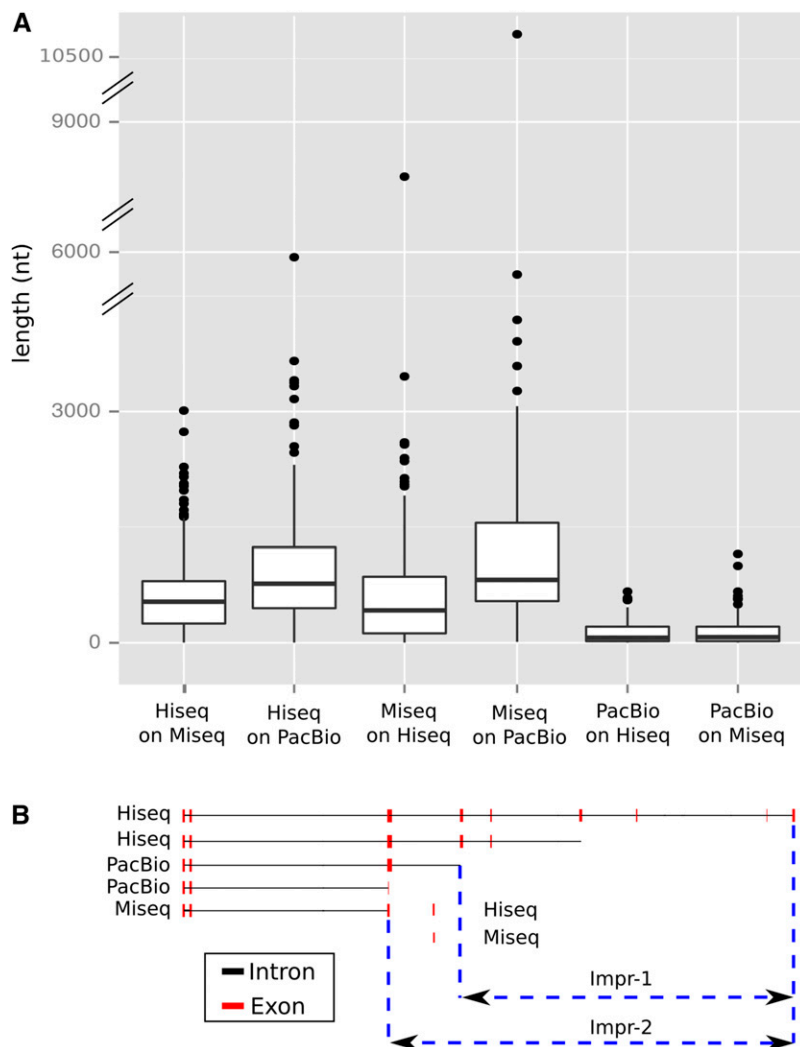 A
10500
9000
6000
3000
0
length (nt)
Hiseq
on Miseq
Hiseq
on PacBio
Miseq
on Hiseq
Miseq
on PacBio
PacBio
on Hiseq
PacBio
on Miseq
B
Hiseq
Hiseq
PacBio
PacBio
Miseq
Hiseq
Miseq
Intron
Exon
Impr-1
Impr-2